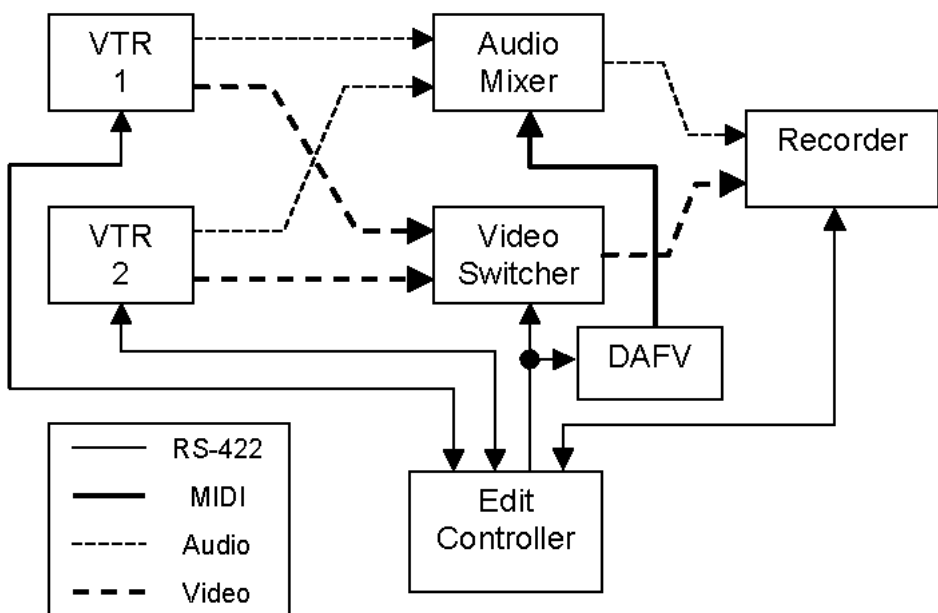 VTR
1
Audio
Mixer
Recorder
VTR
2
Video
Switcher
DAFV
Edit
Controller
RS-422
MIDI
Audio
Video